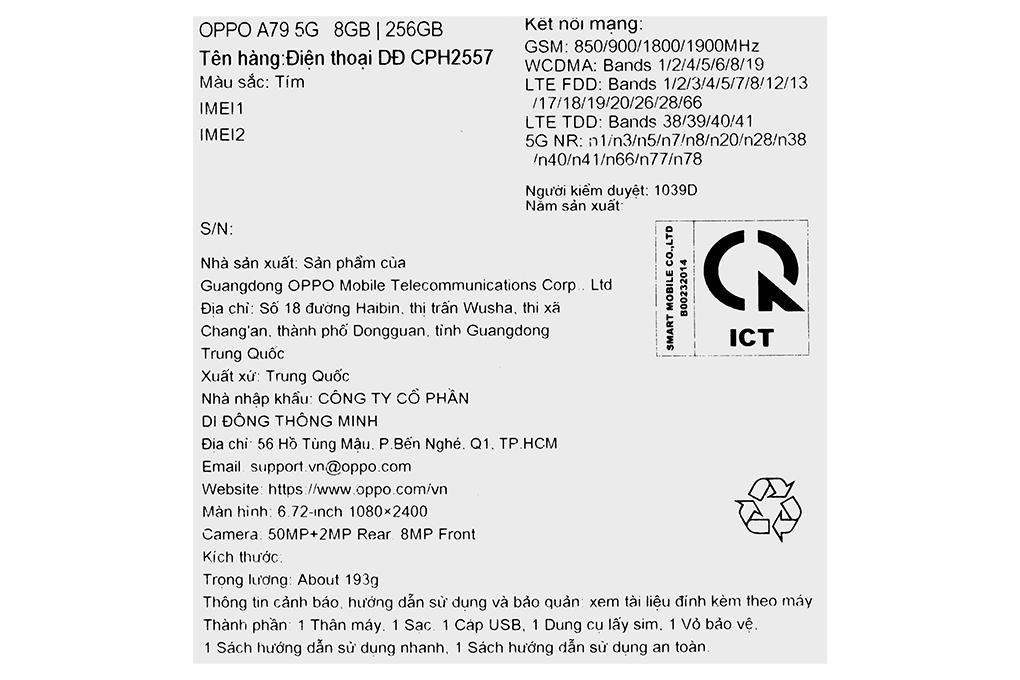 OPPO A79 5G 8GB | 256GB
Tên hàng:Điện thoại DĐ CPH2557
Màu sắc: Tím
IMEI1
IMEI2
Kết nối mạng:
GSM: 850/900/1800/1900MHz
WCDMA: Bands 1/2/4/5/6/8/19
LTE FDD: Bands 1/2/3/4/5/7/8/12/13
/17/18/19/20/26/28/66
LTE TDD: Bands 38/39/40/41
5G NR: n1/n3/n5/n7/n8/n20/n28/n38
/n40/n41/n66/n77/n78
Người kiểm duyệt: 1039D
Năm sản xuất:
SMART MOBILE CO.,LTD
B00232014
ICT
S/N:
Nhà sản xuất: Sản phẩm của
Guangdong OPPO Mobile Telecommunications Corp., Ltd
Địa chỉ: Số 18 đường Haibin, thị trấn Wusha, thị xã
Chang'an, thành phố Dongguan, tỉnh Guangdong
Trung Quốc
Xuất xứ: Trung Quốc
Nhà nhập khẩu: CÔNG TY CỔ PHẦN
DI ĐÔNG THÔNG MINH
Địa chỉ: 56 Hồ Tùng Mậu, P.Bến Nghé, Q1, TP.HCM
Email: support.vn@oppo.com
Website: https://www.oppo.com/vn
Màn hình: 6.72-inch 1080×2400
Camera: 50MP+2MP Rear, 8MP Front
Kích thước:
Trọng lượng: About 193g
Thông tin cảnh báo, hướng dẫn sử dụng và bảo quản: xem tài liệu đính kèm theo máy
Thành phần: 1 Thân máy, 1 Sạc, 1 Cáp USB, 1 Dụng cụ lấy sim, 1 Vỏ bảo vệ,
1 Sách hướng dẫn sử dụng nhanh, 1 Sách hướng dẫn sử dụng an toàn.